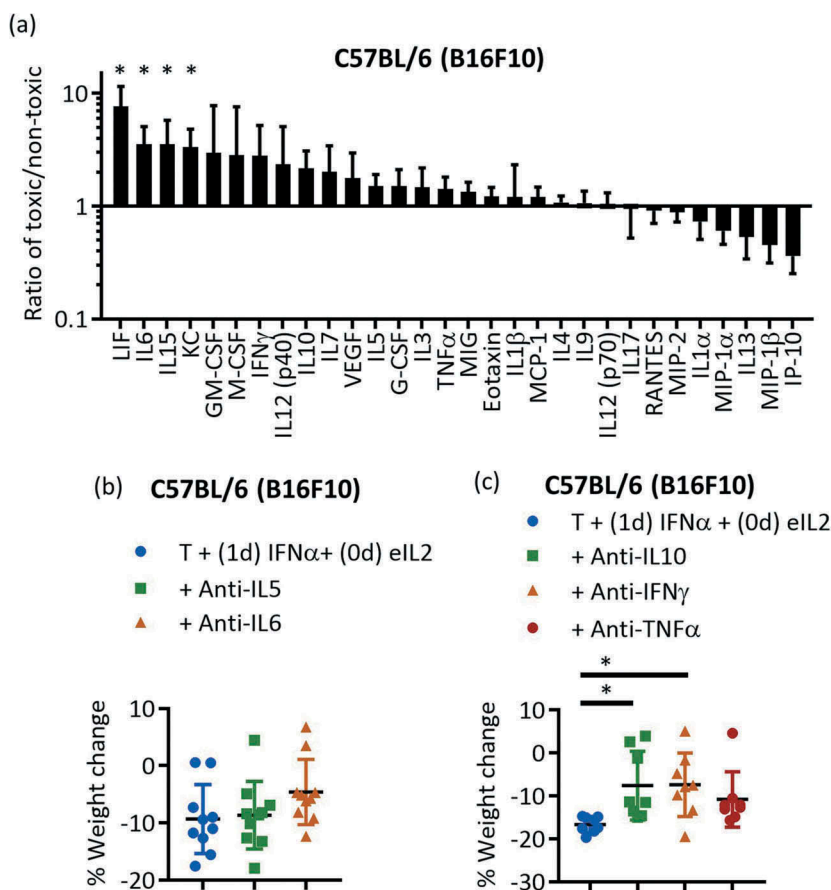 (a)
C57BL/6 (B16F10)
* * * *
Ratio of toxic/non-toxic
10
1
0.1
LIF
IL6
IL15
KC
GM-CSF
M-CSF
IFNγ
IL12 (p40)
IL10
IL7
VEGF
IL5
G-CSF
IL3
TNFα
MIG
Eotaxin
IL1β
MCP-1
IL4
IL9
IL12 (p70)
IL17
RANTES
MIP-2
IL1α
MIP-1α
IL13
MIP-1β
IP-10
(b) C57BL/6 (B16F10)
T + (1d) IFNα+ (0d) eIL2
+ Anti-IL5
+ Anti-IL6
% Weight change
10
0
-10
-20
(c) C57BL/6 (B16F10)
T + (1d) IFNα + (0d) eIL2
+ Anti-IL10
+ Anti-IFNγ
+ Anti-TNFα
*
*
% Weight change
10
0
-10
-20
-30